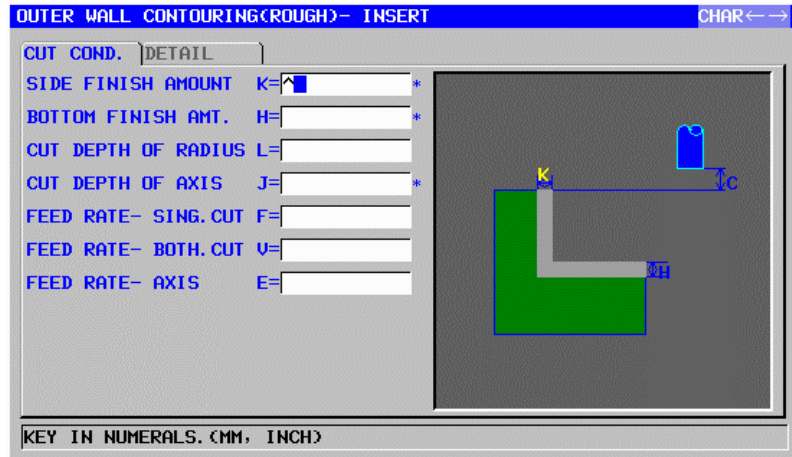 OUTER WALL CONTOURING(ROUGH)- INSERT CHAR←→
CUT COND. DETAIL
SIDE FINISH AMOUNT K=^ *
BOTTOM FINISH AMT. H= *
CUT DEPTH OF RADIUS L=
CUT DEPTH OF AXIS J= *
FEED RATE- SING.CUT F=
FEED RATE- BOTH.CUT V=
FEED RATE- AXIS E=
K
C
H
KEY IN NUMERALS.(MM, INCH)